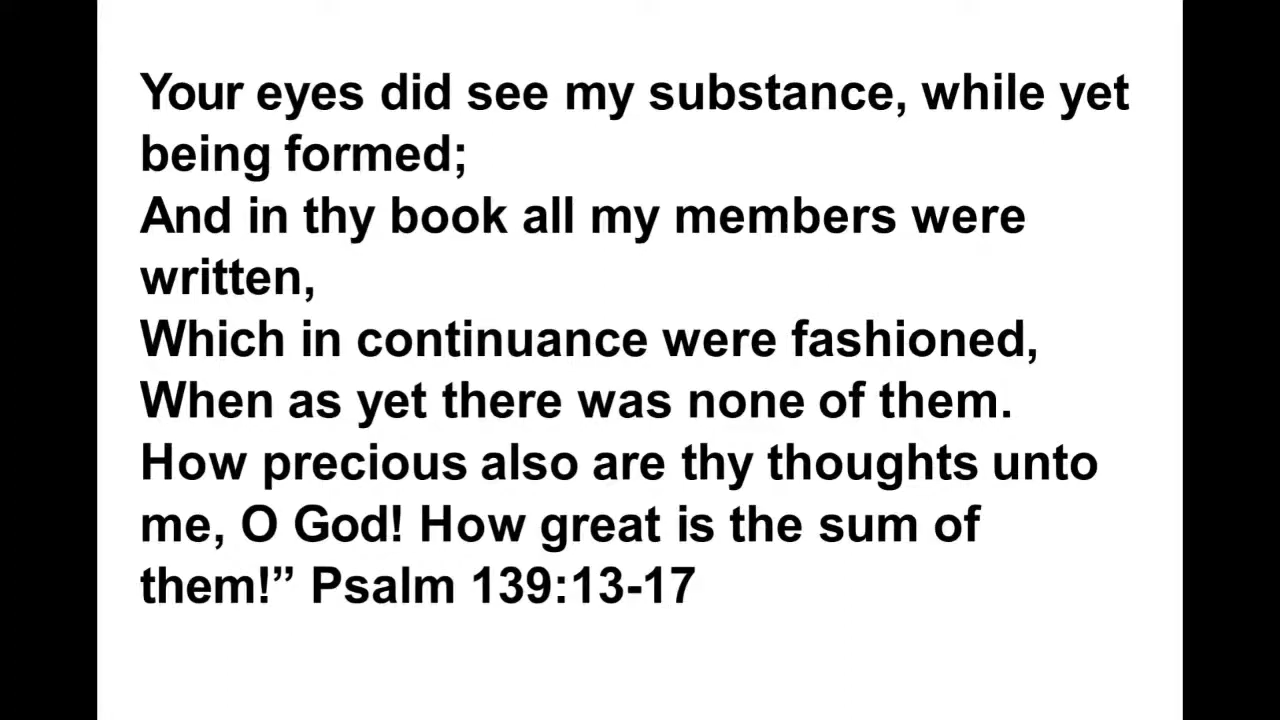 Your eyes did see my substance, while yet
being formed;
And in thy book all my members were
written,
Which in continuance were fashioned,
When as yet there was none of them.
How precious also are thy thoughts unto
me, O God! How great is the sum of
them!” Psalm 139:13-17